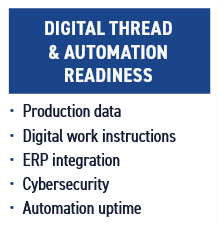 DIGITAL THREAD
& AUTOMATION
READINESS
• Production data
• Digital work instructions
• ERP integration
• Cybersecurity
• Automation uptime